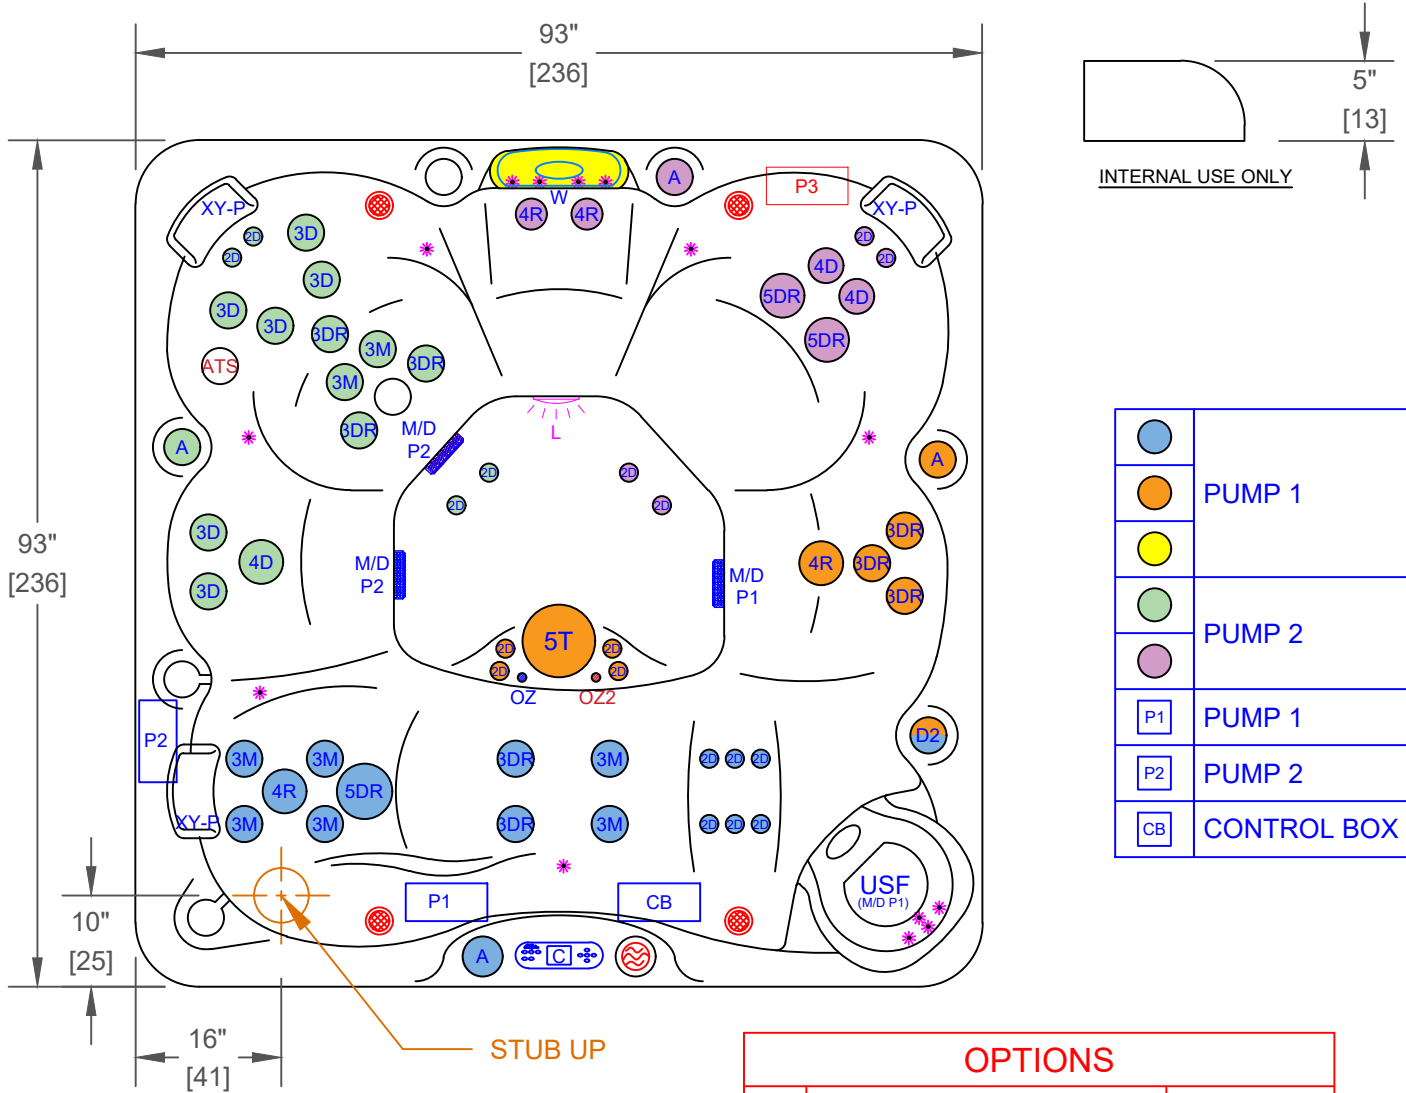 93"
[236]
5"
[13]
INTERNAL USE ONLY
A
P3
XY-P
XY-P
W
4R
4R
2D
2D
3D
2D
2D
4D
3D
5DR
4D
3D
3D
3DR
5DR
3M
3DR
ATS
3M
3DR
M/D
P2
L
A
A
2D
2D
2D
2D
PUMP 1
93"
[236]
3D
4D
3D
M/D
P2
M/D
P1
4R
3DR
3DR
3DR
5T
2D
2D
2D
2D
OZ
OZ2
PUMP 2
P1
PUMP 1
P2
D2
3M
3M
4R
5DR
3M
3M
XY-P
3DR
3M
3DR
3M
2D
2D
2D
2D
2D
2D
P2
PUMP 2
CB
CONTROL BOX
USF
(M/D P1)
P1
CB
10"
[25]
A
C
16"
[41]
STUB UP
OPTIONS